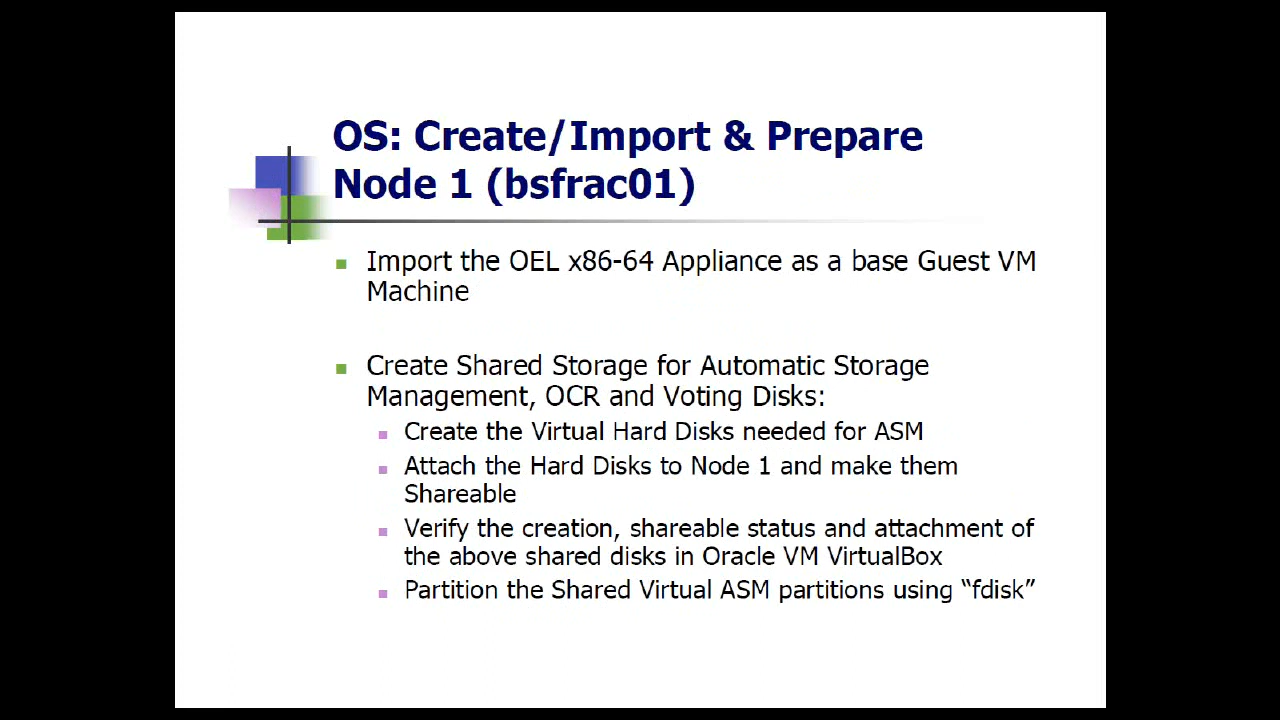 OS: Create/Import & Prepare
Node 1 (bsfrac01)
Import the OEL x86-64 Appliance as a base Guest VM
Machine
Create Shared Storage for Automatic Storage
Management, OCR and Voting Disks:
Create the Virtual Hard Disks needed for ASM
Attach the Hard Disks to Node 1 and make them
Shareable
Verify the creation, shareable status and attachment of
the above shared disks in Oracle VM VirtualBox
Partition the Shared Virtual ASM partitions using “fdisk”